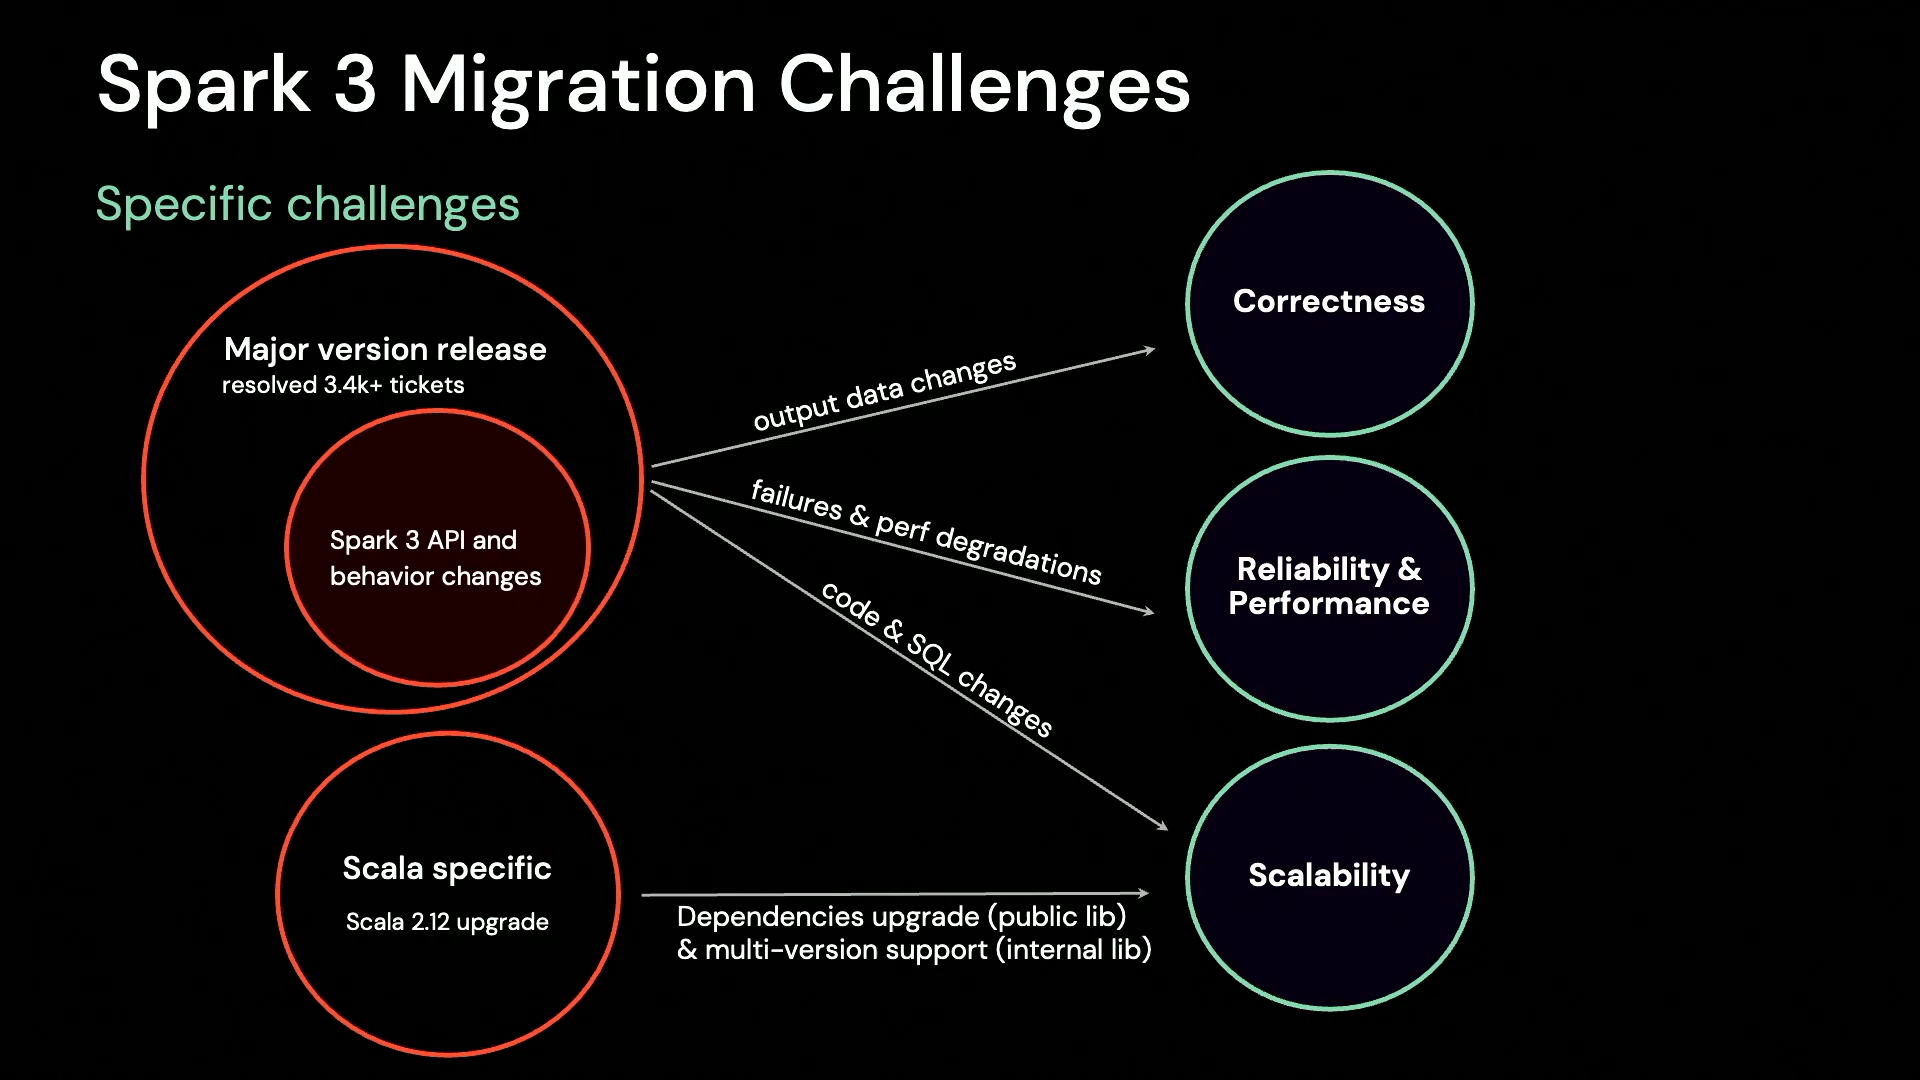 Spark 3 Migration Challenges
Specific challenges
Major version release
resolved 3.4k+ tickets
Spark 3 API and
behavior changes
Scala specific
Scala 2.12 upgrade
output data changes
failures & perf degradations
code & SQL changes
Dependencies upgrade (public lib)
& multi-version support (internal lib)
Correctness
Reliability &
Performance
Scalability